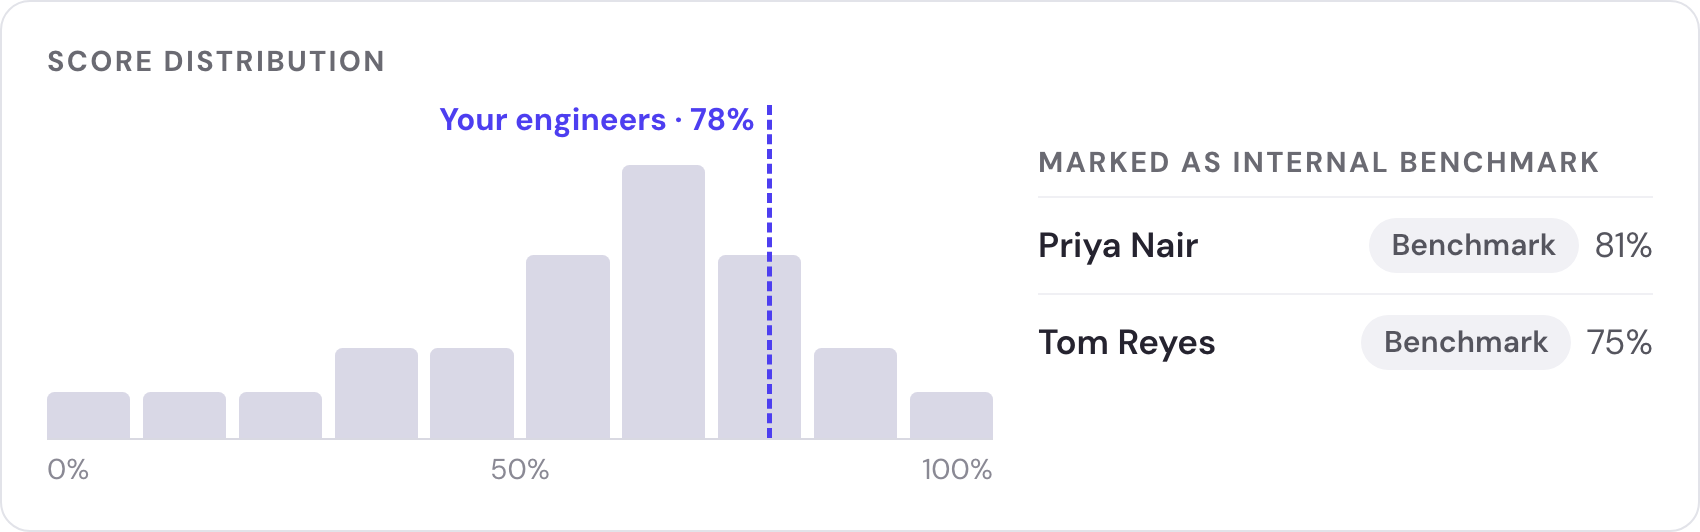 SCORE DISTRIBUTION
Your engineers · 78%
0% 50% 100%
MARKED AS INTERNAL BENCHMARK
Priya Nair Benchmark 81%
Tom Reyes Benchmark 75%